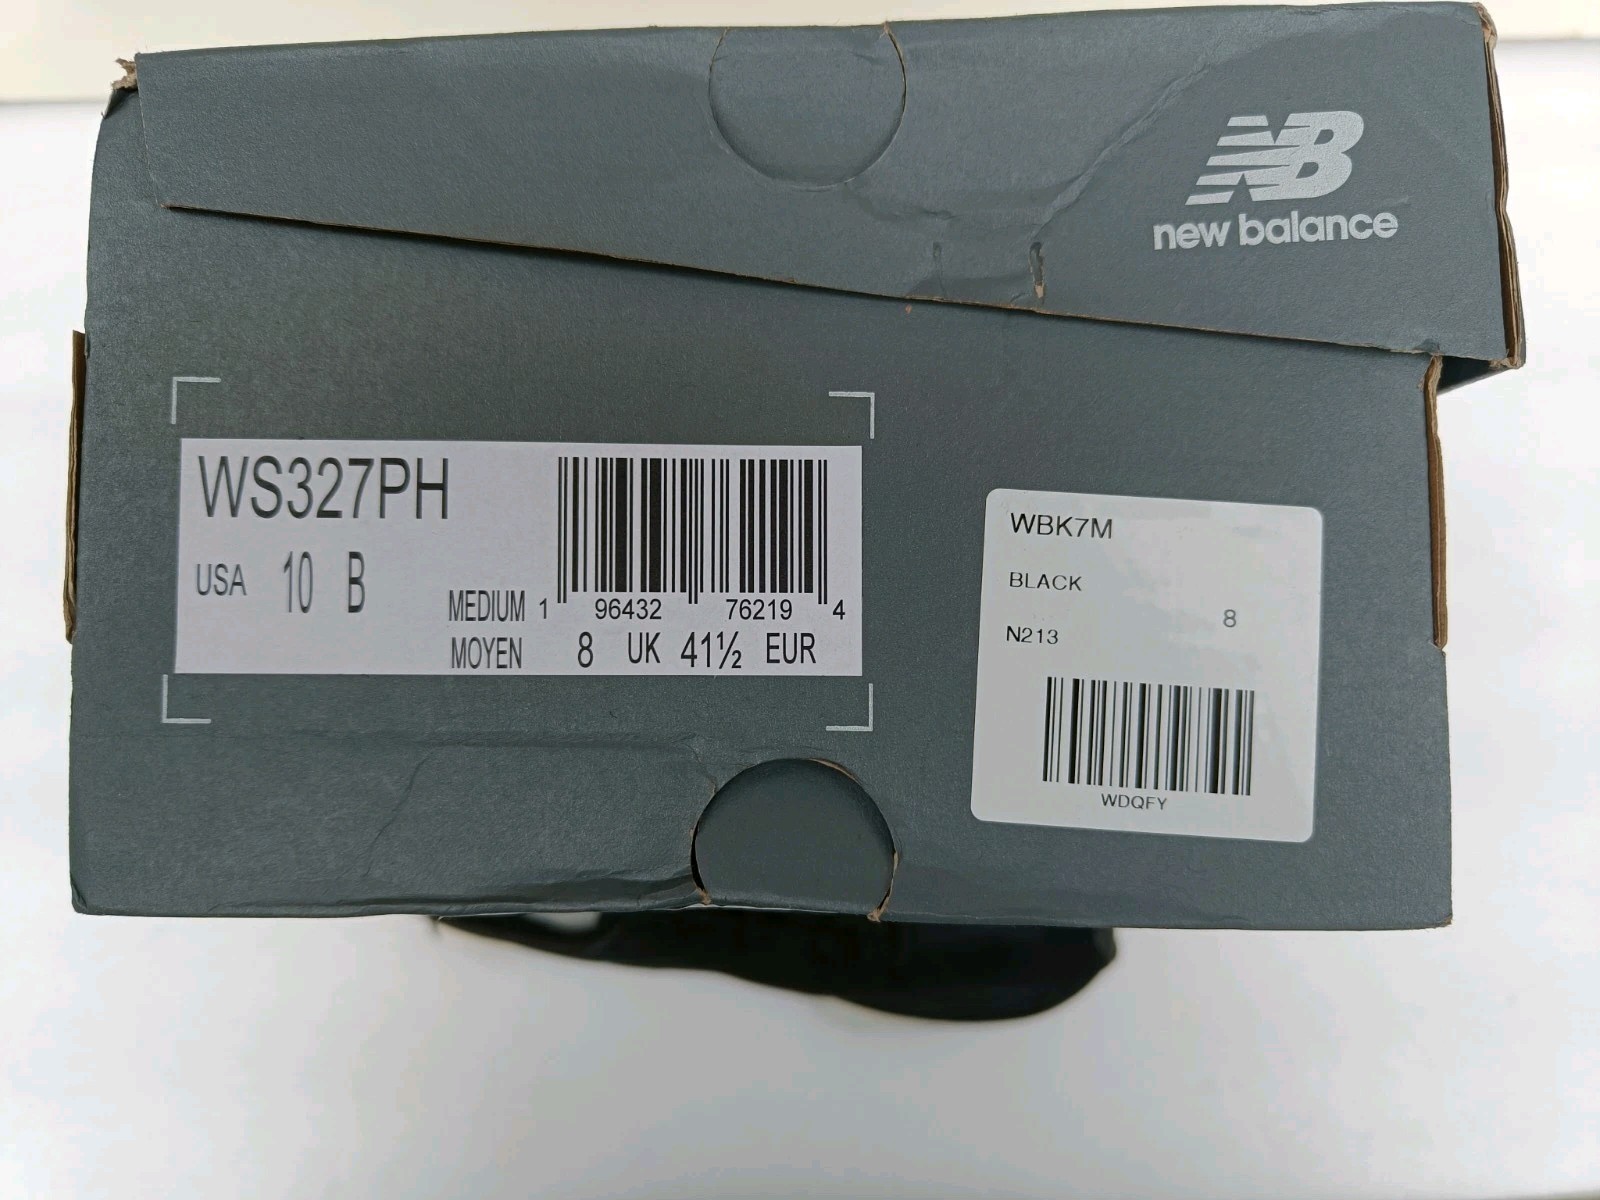 NB
new balance
WS327PH
USA 10 B
MEDIUM
MOYEN
1 96432 76219 4
8 UK 41½ EUR
WBK7M
BLACK
8
N213
WDQFY